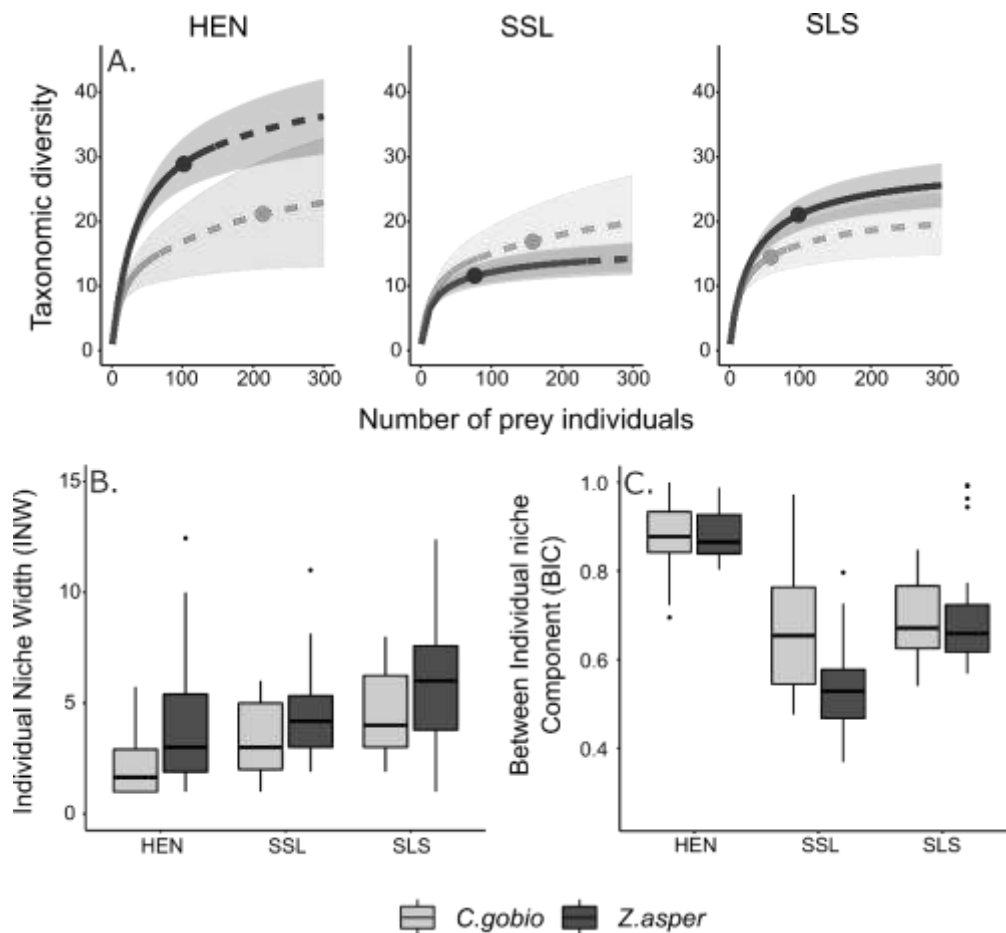 HEN SSL SLS
A.
Taxonomic diversity
40 40 40
30 30 30
20 20 20
10 10 10
0 0 0
0 100 200 300 0 100 200 300 0 100 200 300
Number of prey individuals
B.
Individual Niche Width (INW)
15
10
5
0
HEN SSL SLS
C.
Between Individual niche
Component (BIC)
1.0
0.8
0.6
0.4
HEN SSL SLS
C.gobio Z.asper